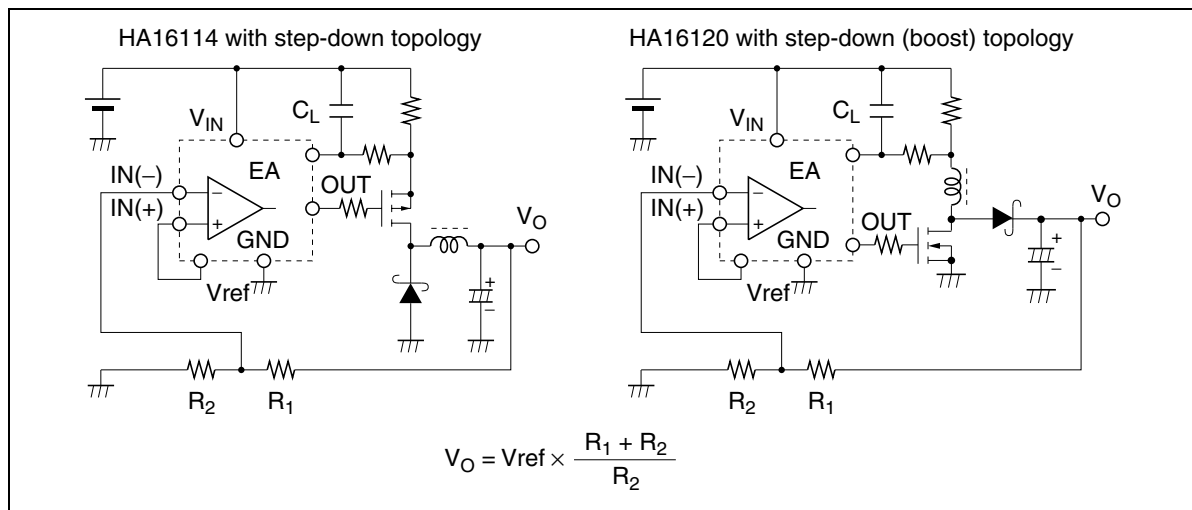 HA16114 with step-down topology
V_IN
C_L
IN(−)
IN(+)
−
+
EA
OUT
GND
Vref
V_O
+
−
R_2
R_1
HA16120 with step-down (boost) topology
V_IN
C_L
IN(−)
IN(+)
−
+
EA
OUT
GND
Vref
V_O
+
−
R_2
R_1
V_O = Vref × (R_1 + R_2) / R_2